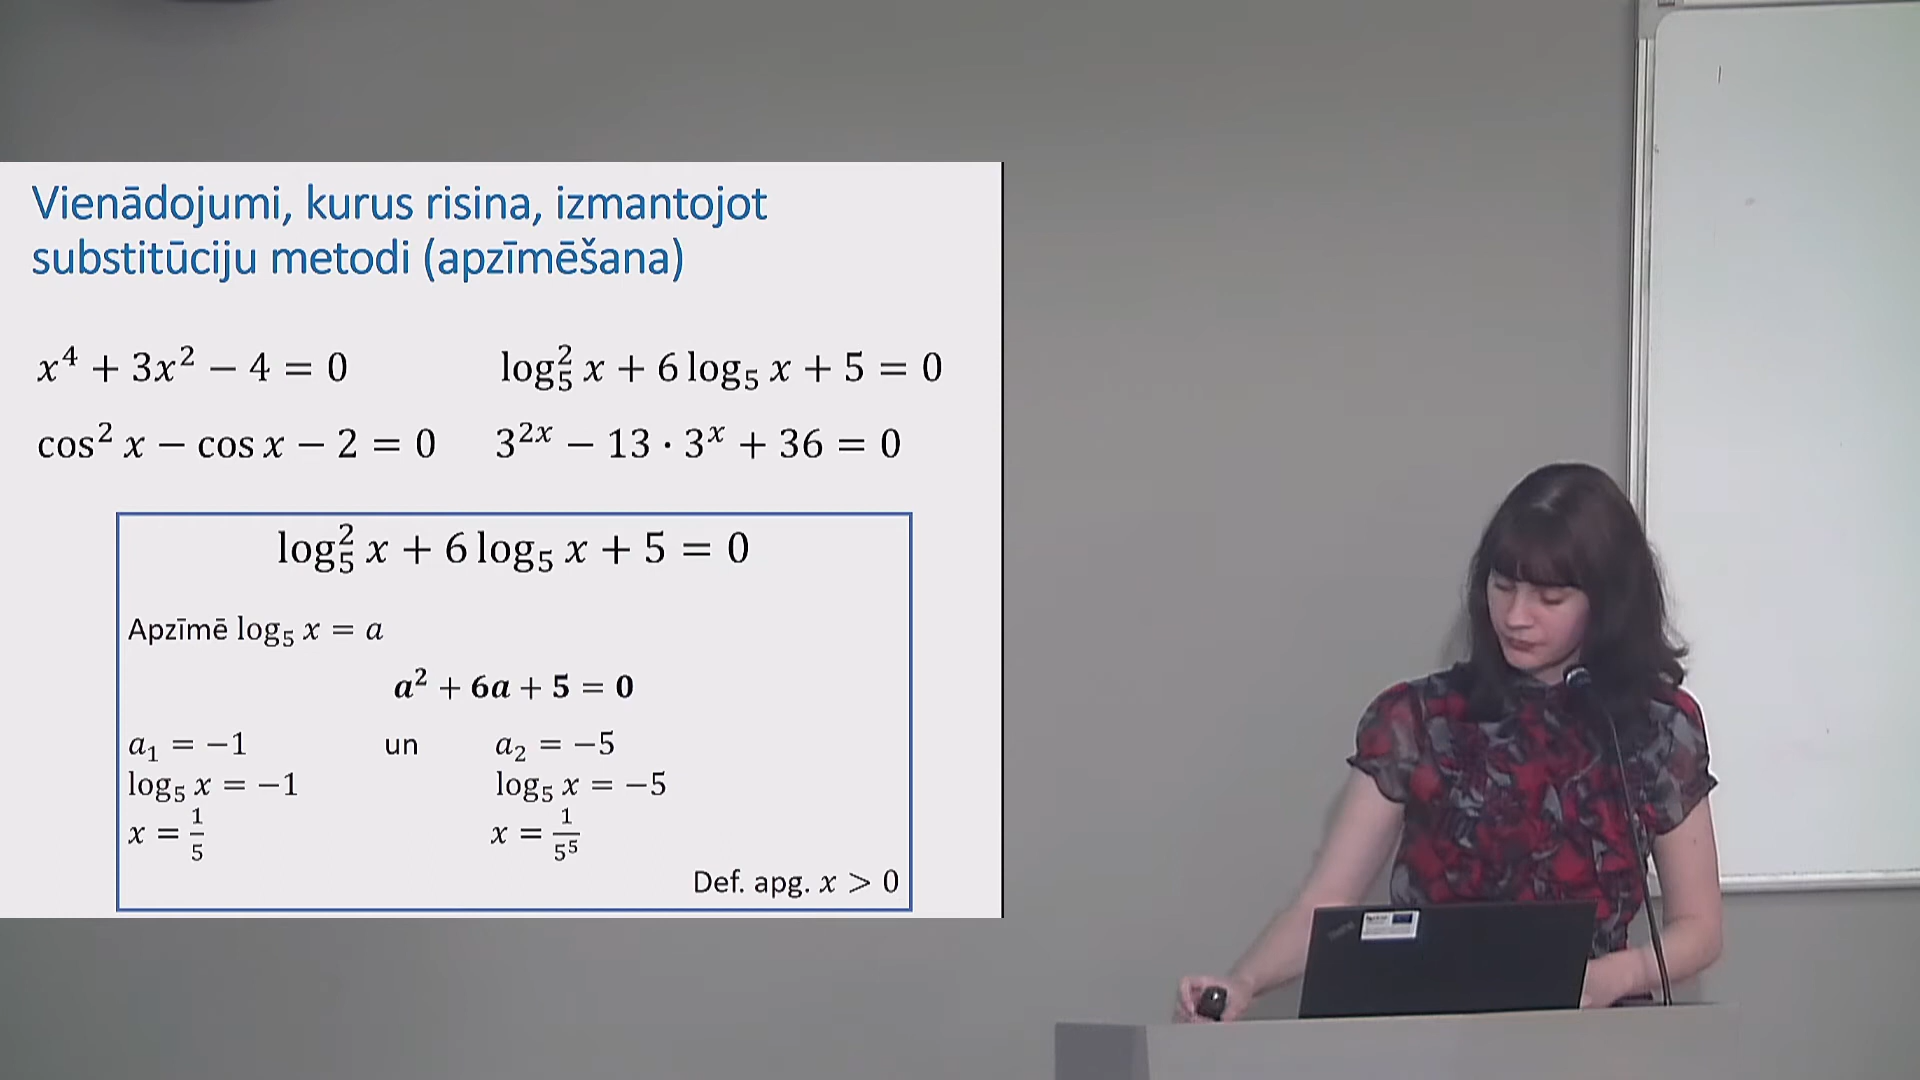 Vienādojumi, kurus risina, izmantojot
substitūciju metodi (apzīmēšana)
x⁴ + 3x² − 4 = 0
log₅² x + 6 log₅ x + 5 = 0
cos² x − cos x − 2 = 0
3²ˣ − 13 · 3ˣ + 36 = 0
log₅² x + 6 log₅ x + 5 = 0
Apzīmē log₅ x = a
a² + 6a + 5 = 0
a₁ = −1 un a₂ = −5
log₅ x = −1 log₅ x = −5
x = 1/5 x = 1/5⁵
Def. apg. x > 0